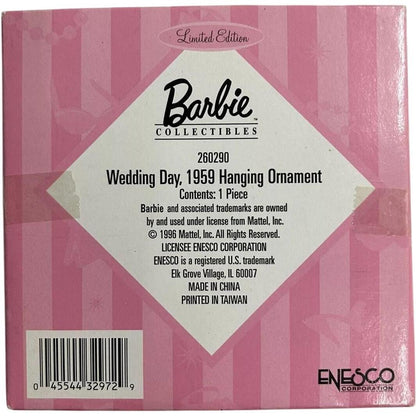 Limited Edition
Barbie™
COLLECTIBLES
260290
Wedding Day, 1959 Hanging Ornament
Contents: 1 Piece
Barbie and associated trademarks are owned
by and used under license from Mattel, Inc.
© 1996 Mattel, Inc. All Rights Reserved.
LICENSEE ENESCO CORPORATION
ENESCO is a registered U.S. trademark
Elk Grove Village, IL 60007
MADE IN CHINA
PRINTED IN TAIWAN
0 45544 32972 9
ENESCO
CORPORATION